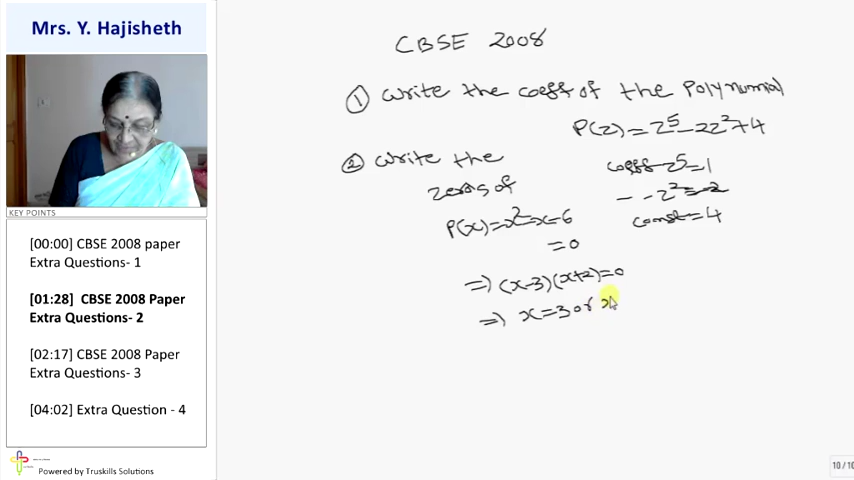 Mrs. Y. Hajisheth
KEY POINTS
[00:00] CBSE 2008 paper
Extra Questions- 1
[01:28] CBSE 2008 Paper
Extra Questions- 2
[02:17] CBSE 2008 Paper
Extra Questions- 3
[04:02] Extra Question - 4
Powered by Truskills Solutions
CBSE 2008
① Write the coeff of the Polynomial
P(z)=z⁵-2z²+4
② Write the
zeros of
P(x)=x²-x-6
=0
⇒ (x-3)(x+2)=0
⇒ x=3 or x
coeff z⁵=1
- - z²=-2
const=4
10 / 10